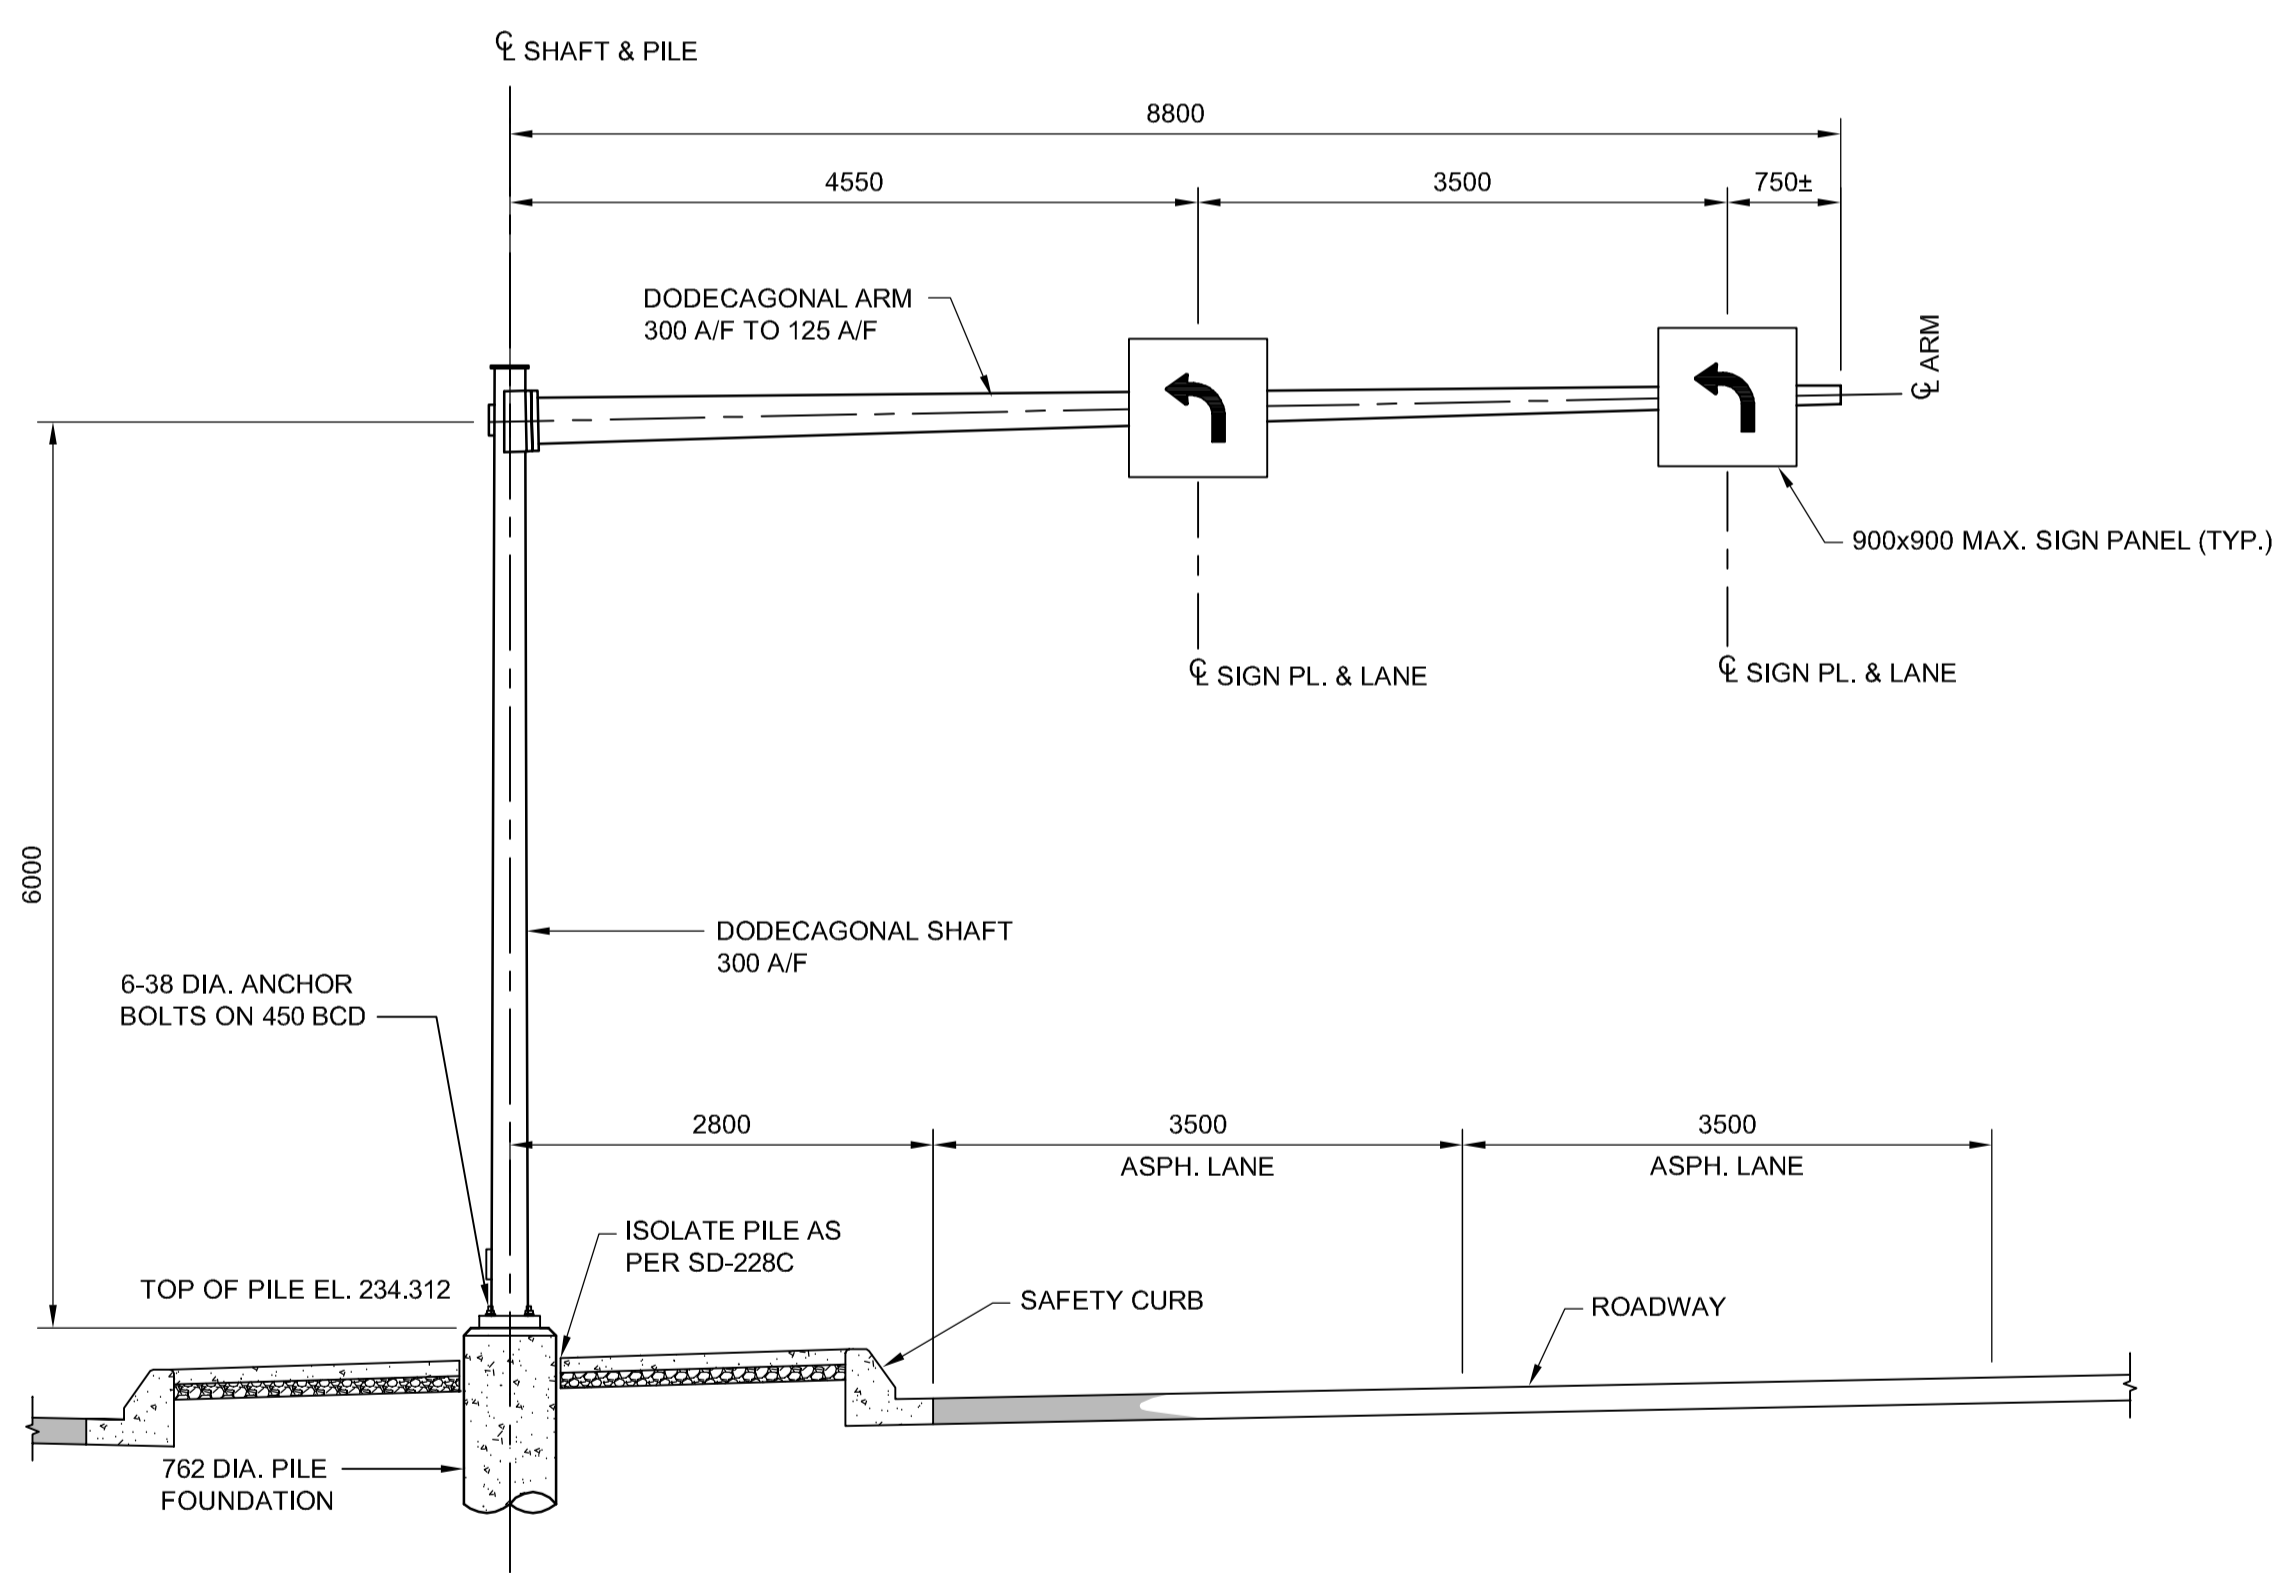 ℄ SHAFT & PILE
8800
4550
3500
750±
DODECAGONAL ARM
300 A/F TO 125 A/F
℄ ARM
900x900 MAX. SIGN PANEL (TYP.)
℄ SIGN PL. & LANE
℄ SIGN PL. & LANE
6000
DODECAGONAL SHAFT
300 A/F
6-38 DIA. ANCHOR
BOLTS ON 450 BCD
2800
3500
ASPH. LANE
3500
ASPH. LANE
ISOLATE PILE AS
PER SD-228C
TOP OF PILE EL. 234.312
SAFETY CURB
ROADWAY
762 DIA. PILE
FOUNDATION